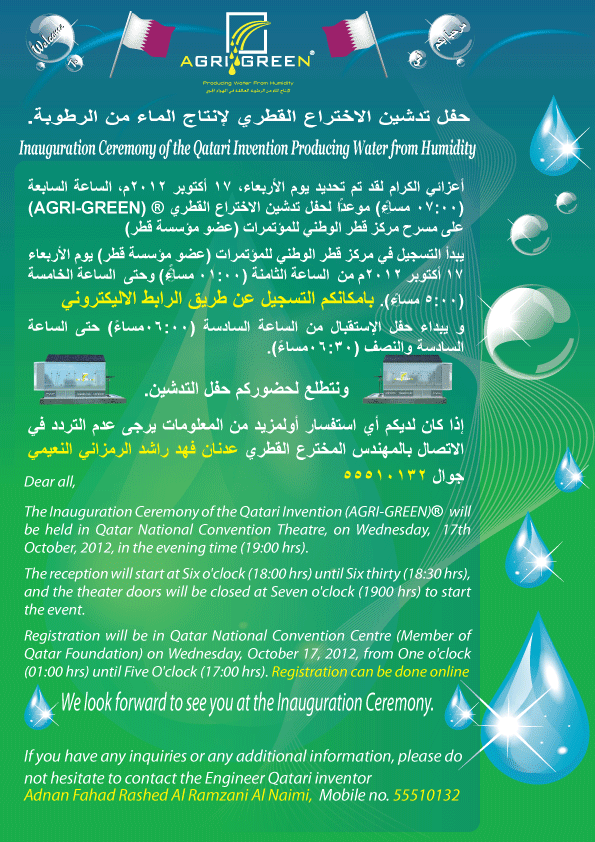 Welcome
To
مرحباً بكم
في
AGRI GREEN®
Producing Water From Humidity
حفل تدشين الاختراع القطري لإنتاج الماء من الرطوبة.
Inauguration Ceremony of the Qatari Invention Producing Water from Humidity
أعزائي الكرام لقد تم تحديد يوم الأربعاء، ١٧ أكتوبر ٢٠١٢م، الساعة السابعة
(٠٧:٠٠ مساءً) موعدًا لحفل تدشين الاختراع القطري ® (AGRI-GREEN)
على مسرح مركز قطر الوطني للمؤتمرات (عضو مؤسسة قطر)
يبدأ التسجيل في مركز قطر الوطني للمؤتمرات (عضو مؤسسة قطر) يوم الأربعاء
١٧ أكتوبر ٢٠١٢م من الساعة الثامنة (٠١:٠٠ مساءً) وحتى الساعة الخامسة
(٥:٠٠ مساءً). بامكانكم التسجيل عن طريق الرابط الاليكتروني
و يبداء حفل الإستقبال من الساعة السادسة (٠٦:٠٠مساءً) حتى الساعة
السادسة والنصف (٠٦:٣٠مساءً).
ونتطلع لحضوركم حفل التدشين.
إذا كان لديكم أي استفسار أولمزيد من المعلومات يرجى عدم التردد في
الاتصال بالمهندس المخترع القطري عدنان فهد راشد الرمزاني النعيمي
جوال ٥٥٥١٠١٣٢
Dear all,
The Inauguration Ceremony of the Qatari Invention (AGRI-GREEN)® will
be held in Qatar National Convention Theatre, on Wednesday, 17th
October, 2012, in the evening time (19:00 hrs).
The reception will start at Six o'clock (18:00 hrs) until Six thirty (18:30 hrs),
and the theater doors will be closed at Seven o'clock (1900 hrs) to start
the event.
Registration will be in Qatar National Convention Centre (Member of
Qatar Foundation) on Wednesday, October 17, 2012, from One o'clock
(01:00 hrs) until Five O'clock (17:00 hrs). Registration can be done online
We look forward to see you at the Inauguration Ceremony.
If you have any inquiries or any additional information, please do
not hesitate to contact the Engineer Qatari inventor
Adnan Fahad Rashed Al Ramzani Al Naimi, Mobile no. 55510132